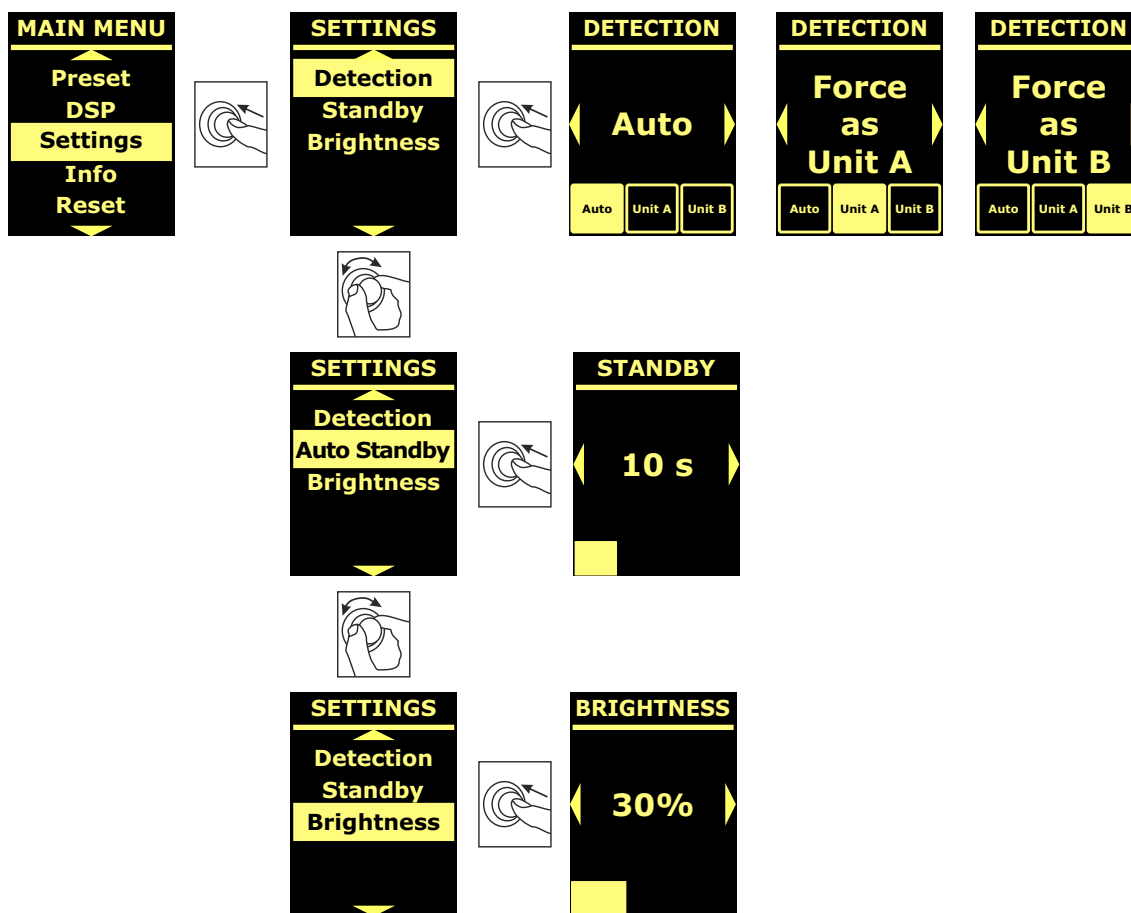 MAIN MENU
Preset
DSP
Settings
Info
Reset
SETTINGS
Detection
Standby
Brightness
DETECTION
Auto
Auto Unit A Unit B
DETECTION
Force
as
Unit A
Auto Unit A Unit B
DETECTION
Force
as
Unit B
Auto Unit A Unit B
SETTINGS
Detection
Auto Standby
Brightness
STANDBY
10 s
SETTINGS
Detection
Standby
Brightness
BRIGHTNESS
30%